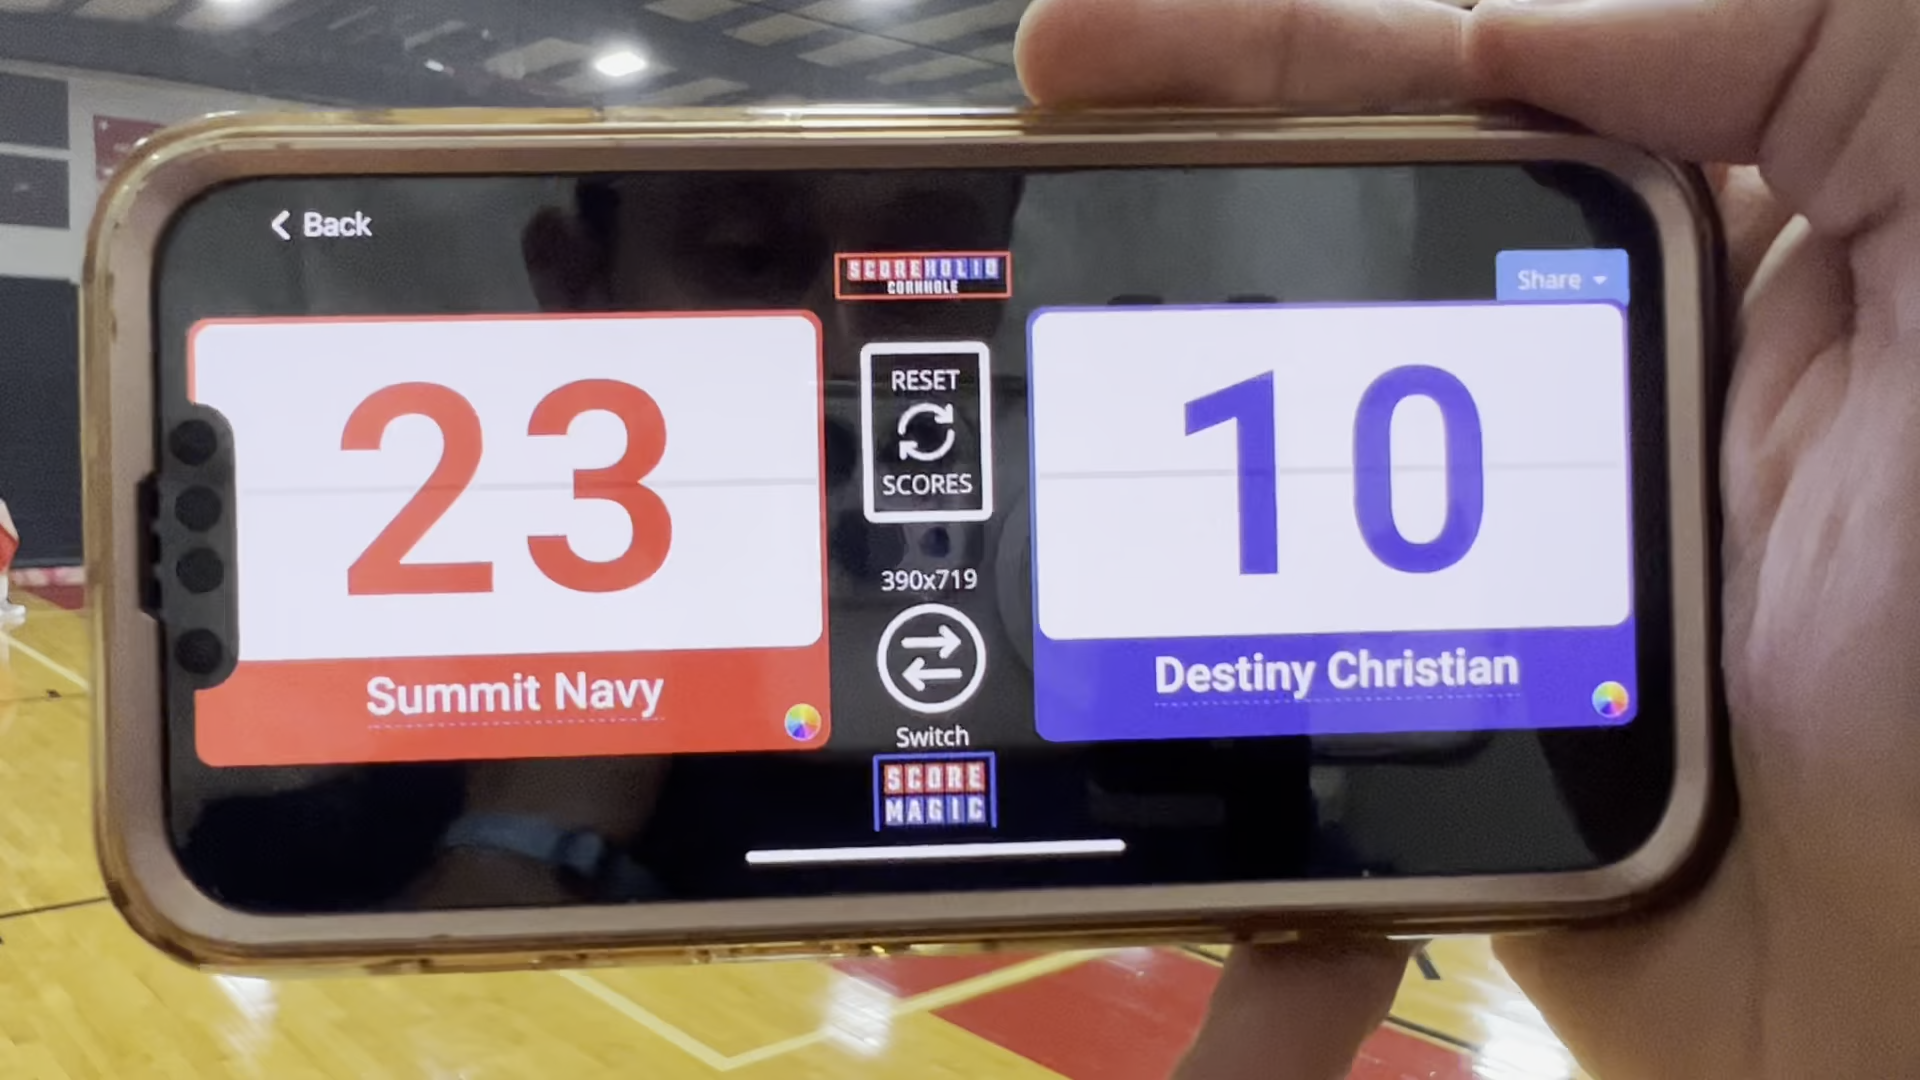 Back
SCOREHOLIO
CORNHOLE
Share
23
RESET
SCORES
10
390x719
Summit Navy
Destiny Christian
Switch
SCORE
MAGIC